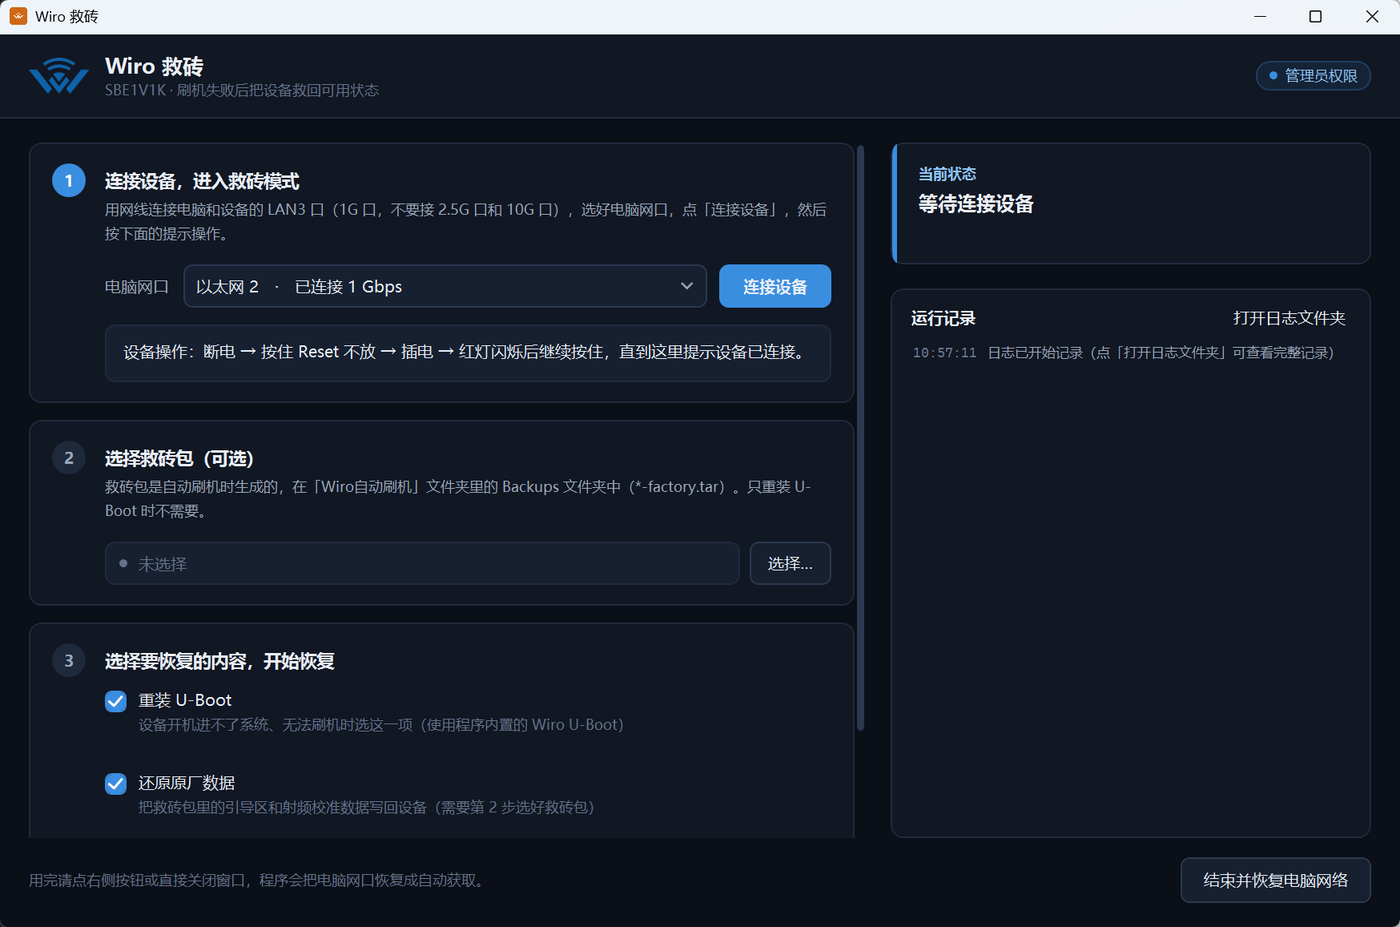 Wiro 救砖
Wiro 救砖
SBE1V1K · 刷机失败后把设备救回可用状态
管理员权限
1
连接设备，进入救砖模式
用网线连接电脑和设备的 LAN3 口（1G 口，不要接 2.5G 口和 10G 口），选好电脑网口，点「连接设备」，然后
按下面的提示操作。
电脑网口
以太网 2 · 已连接 1 Gbps
连接设备
设备操作：断电 → 按住 Reset 不放 → 插电 → 红灯闪烁后继续按住，直到这里提示设备已连接。
2
选择救砖包（可选）
救砖包是自动刷机时生成的，在「Wiro自动刷机」文件夹里的 Backups 文件夹中（*-factory.tar）。只重装 U-
Boot 时不需要。
未选择
选择...
3
选择要恢复的内容，开始恢复
重装 U-Boot
设备开机进不了系统、无法刷机时选这一项（使用程序内置的 Wiro U-Boot）
还原原厂数据
把救砖包里的引导区和射频校准数据写回设备（需要第 2 步选好救砖包）
当前状态
等待连接设备
运行记录
打开日志文件夹
10:57:11 日志已开始记录（点「打开日志文件夹」可查看完整记录）
用完请点右侧按钮或直接关闭窗口，程序会把电脑网口恢复成自动获取。
结束并恢复电脑网络